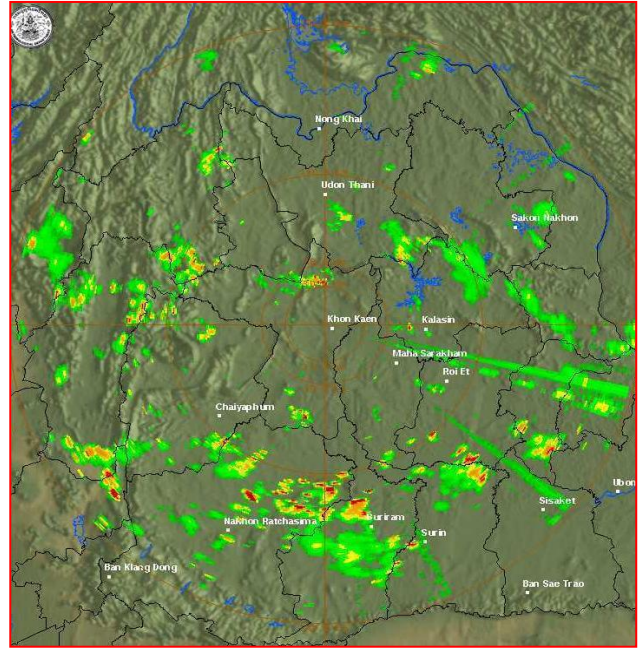 Nong Khai
Udon Thani
Sakon Nakhon
Khon Kaen
Kalasin
Maha Sarakham
Roi Et
Chaiyaphum
Ubon
Sisaket
Nakhon Ratchasima
Buriram
Surin
Ban Klang Dong
Ban Sae Trao